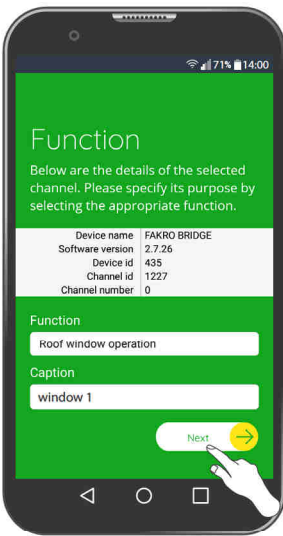 71% 14:00
Function
Below are the details of the selected
channel. Please specify its purpose by
selecting the appropriate function.
Device name FAKRO BRIDGE
Software version 2.7.26
Device id 435
Channel id 1227
Channel number 0
Function
Roof window operation
Caption
window 1
Next